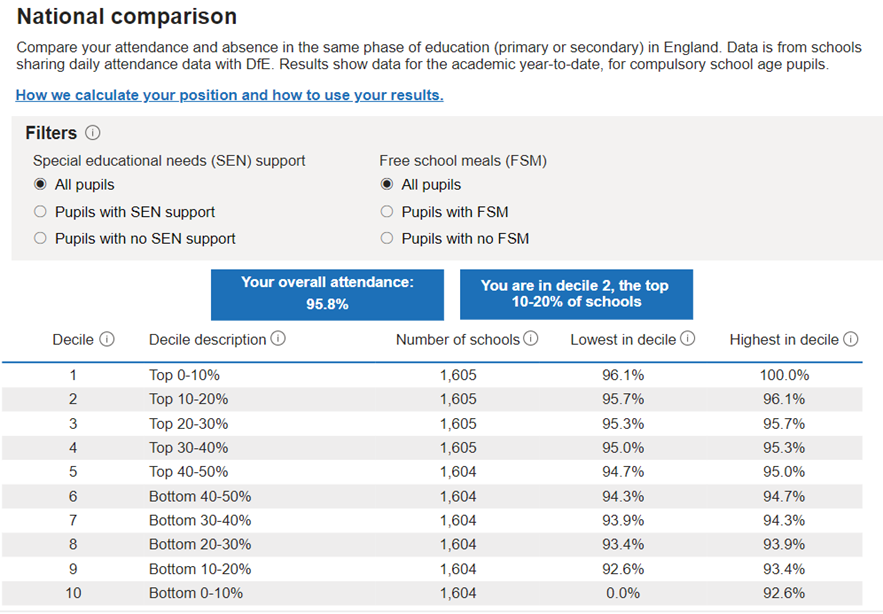 National comparison
Compare your attendance and absence in the same phase of education (primary or secondary) in England. Data is from schools
sharing daily attendance data with DfE. Results show data for the academic year-to-date, for compulsory school age pupils.
How we calculate your position and how to use your results.
Filters
Special educational needs (SEN) support Free school meals (FSM)
All pupils All pupils
Pupils with SEN support Pupils with FSM
Pupils with no SEN support Pupils with no FSM
Your overall attendance:
95.8%
You are in decile 2, the top
10-20% of schools
Decile Decile description Number of schools Lowest in decile Highest in decile
1 Top 0-10% 1,605 96.1% 100.0%
2 Top 10-20% 1,605 95.7% 96.1%
3 Top 20-30% 1,605 95.3% 95.7%
4 Top 30-40% 1,605 95.0% 95.3%
5 Top 40-50% 1,604 94.7% 95.0%
6 Bottom 40-50% 1,604 94.3% 94.7%
7 Bottom 30-40% 1,604 93.9% 94.3%
8 Bottom 20-30% 1,604 93.4% 93.9%
9 Bottom 10-20% 1,604 92.6% 93.4%
10 Bottom 0-10% 1,604 0.0% 92.6%